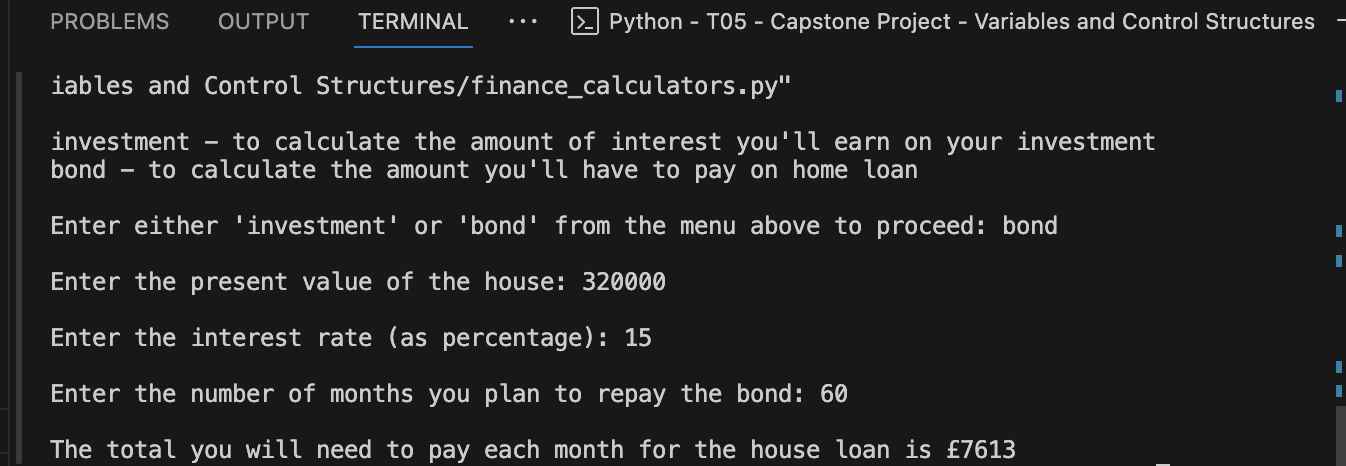 PROBLEMS OUTPUT TERMINAL ··· Python - T05 - Capstone Project - Variables and Control Structures
iables and Control Structures/finance_calculators.py"
investment – to calculate the amount of interest you'll earn on your investment
bond – to calculate the amount you'll have to pay on home loan
Enter either 'investment' or 'bond' from the menu above to proceed: bond
Enter the present value of the house: 320000
Enter the interest rate (as percentage): 15
Enter the number of months you plan to repay the bond: 60
The total you will need to pay each month for the house loan is £7613